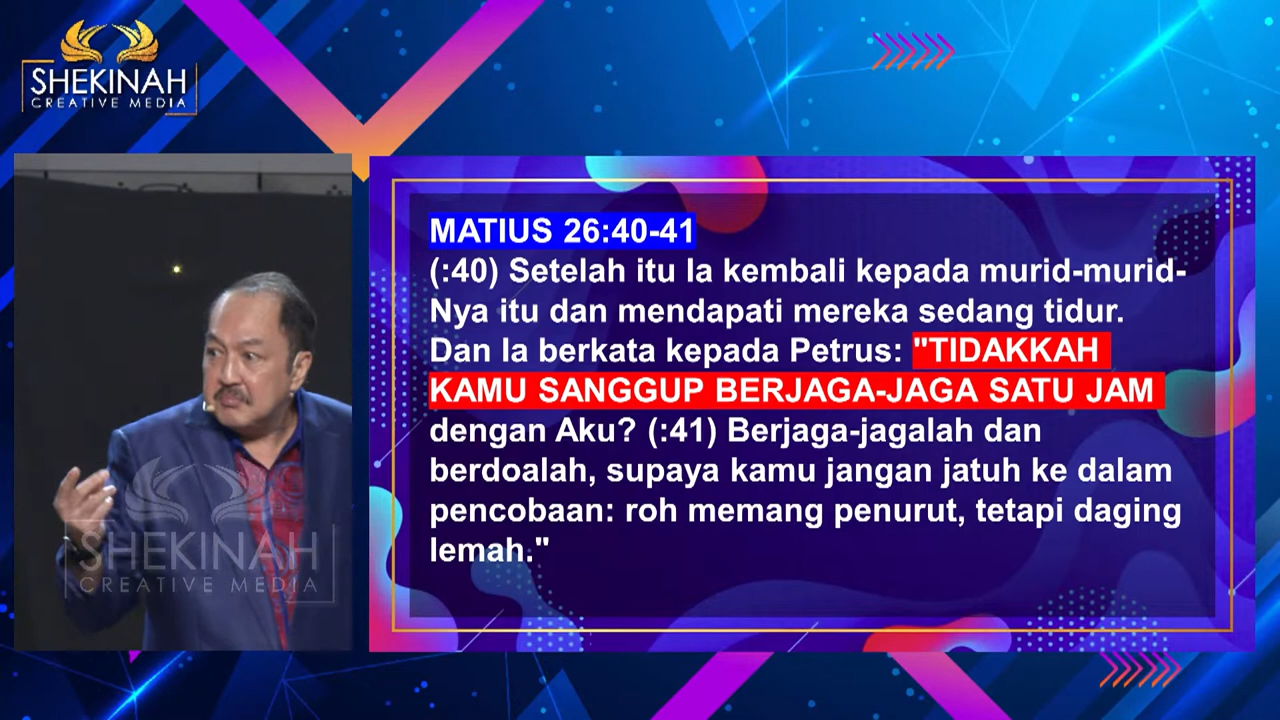 SHEKINAH
CREATIVE MEDIA
MATIUS 26:40-41
(:40) Setelah itu Ia kembali kepada murid-murid-
Nya itu dan mendapati mereka sedang tidur.
Dan Ia berkata kepada Petrus: "TIDAKKAH
KAMU SANGGUP BERJAGA-JAGA SATU JAM
dengan Aku? (:41) Berjaga-jagalah dan
berdoalah, supaya kamu jangan jatuh ke dalam
pencobaan: roh memang penurut, tetapi daging
lemah."
SHEKINAH
CREATIVE MEDIA